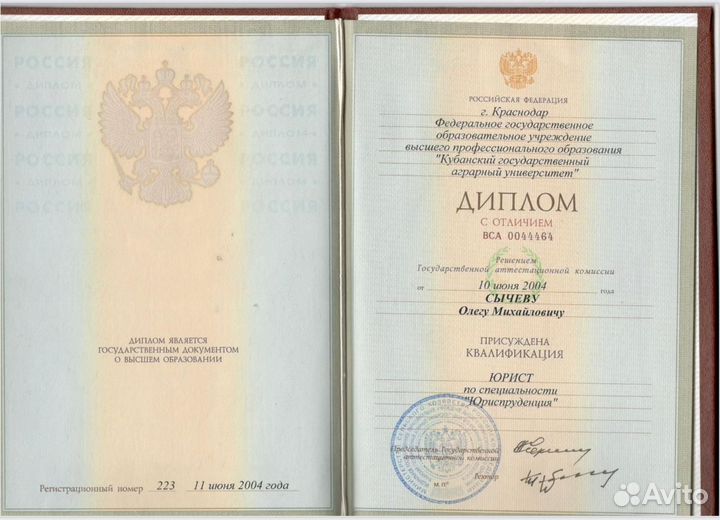 РОССИЯ
ДИПЛОМ
РОССИЯ
ДИПЛОМ
РОССИЯ
ДИПЛОМ
РОССИЯ
ДИПЛОМ ЯВЛЯЕТСЯ
ГОСУДАРСТВЕННЫМ ДОКУМЕНТОМ
О ВЫСШЕМ ОБРАЗОВАНИИ
Регистрационный номер 223 11 июня 2004 года
РОССИЙСКАЯ ФЕДЕРАЦИЯ
г. Краснодар
Федеральное государственное
образовательное учреждение
высшего профессионального образования
"Кубанский государственный
аграрный университет"
ДИПЛОМ
С ОТЛИЧИЕМ
ВСА 0044464
Решением
Государственной аттестационной комиссии
от 10 июня 2004 года
СЫЧЕВУ
Олегу Михайловичу
ПРИСУЖДЕНА
КВАЛИФИКАЦИЯ
ЮРИСТ
по специальности
"Юриспруденция"
Председатель Государственной
аттестационной комиссии
Ректор
М.П.
Avito